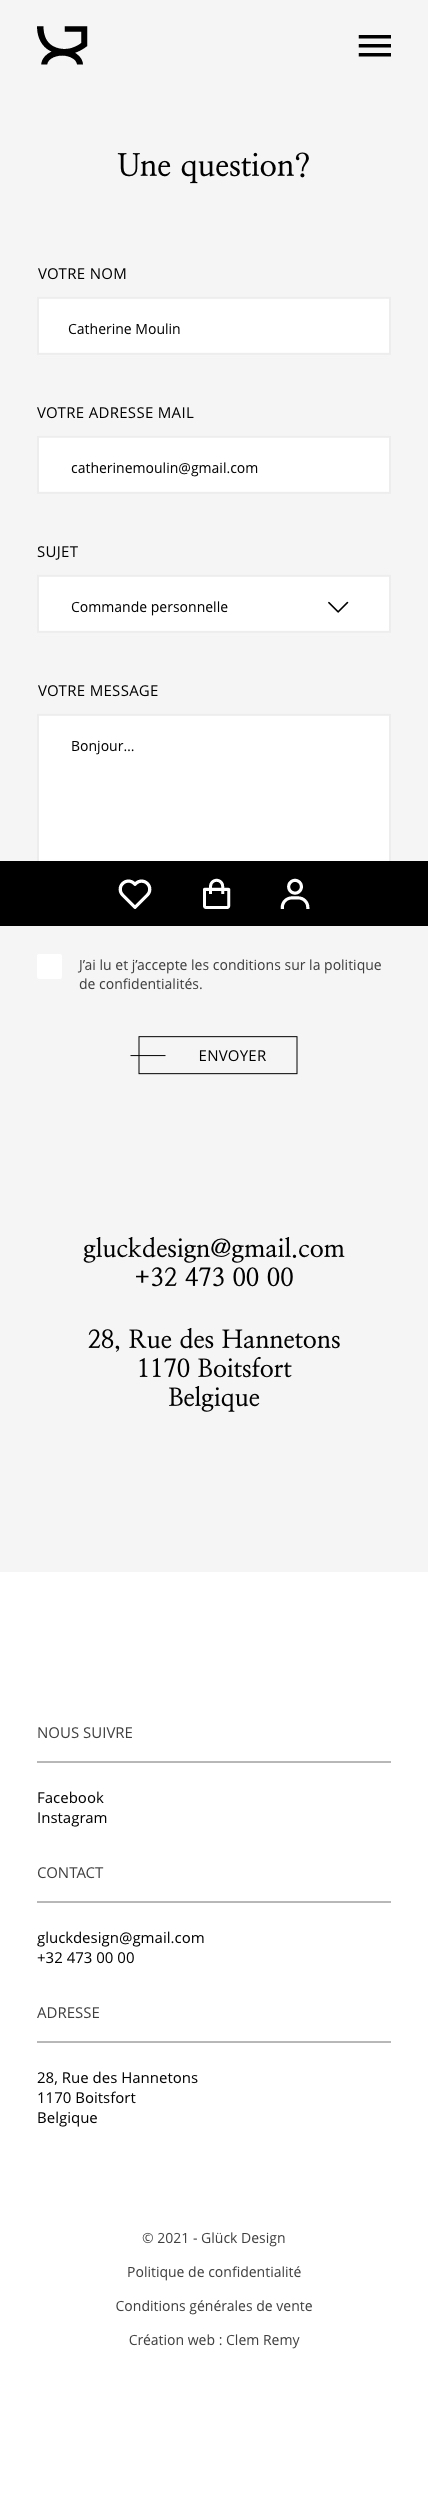 Une question?
VOTRE NOM
Catherine Moulin
VOTRE ADRESSE MAIL
catherinemoulin@gmail.com
SUJET
Commande personnelle
VOTRE MESSAGE
Bonjour...
J’ai lu et j’accepte les conditions sur la politique
de confidentialités.
ENVOYER
gluckdesign@gmail.com
+32 473 00 00
28, Rue des Hannetons
1170 Boitsfort
Belgique
NOUS SUIVRE
Facebook
Instagram
CONTACT
gluckdesign@gmail.com
+32 473 00 00
ADRESSE
28, Rue des Hannetons
1170 Boitsfort
Belgique
© 2021 - Glück Design
Politique de confidentialité
Conditions générales de vente
Création web : Clem Remy